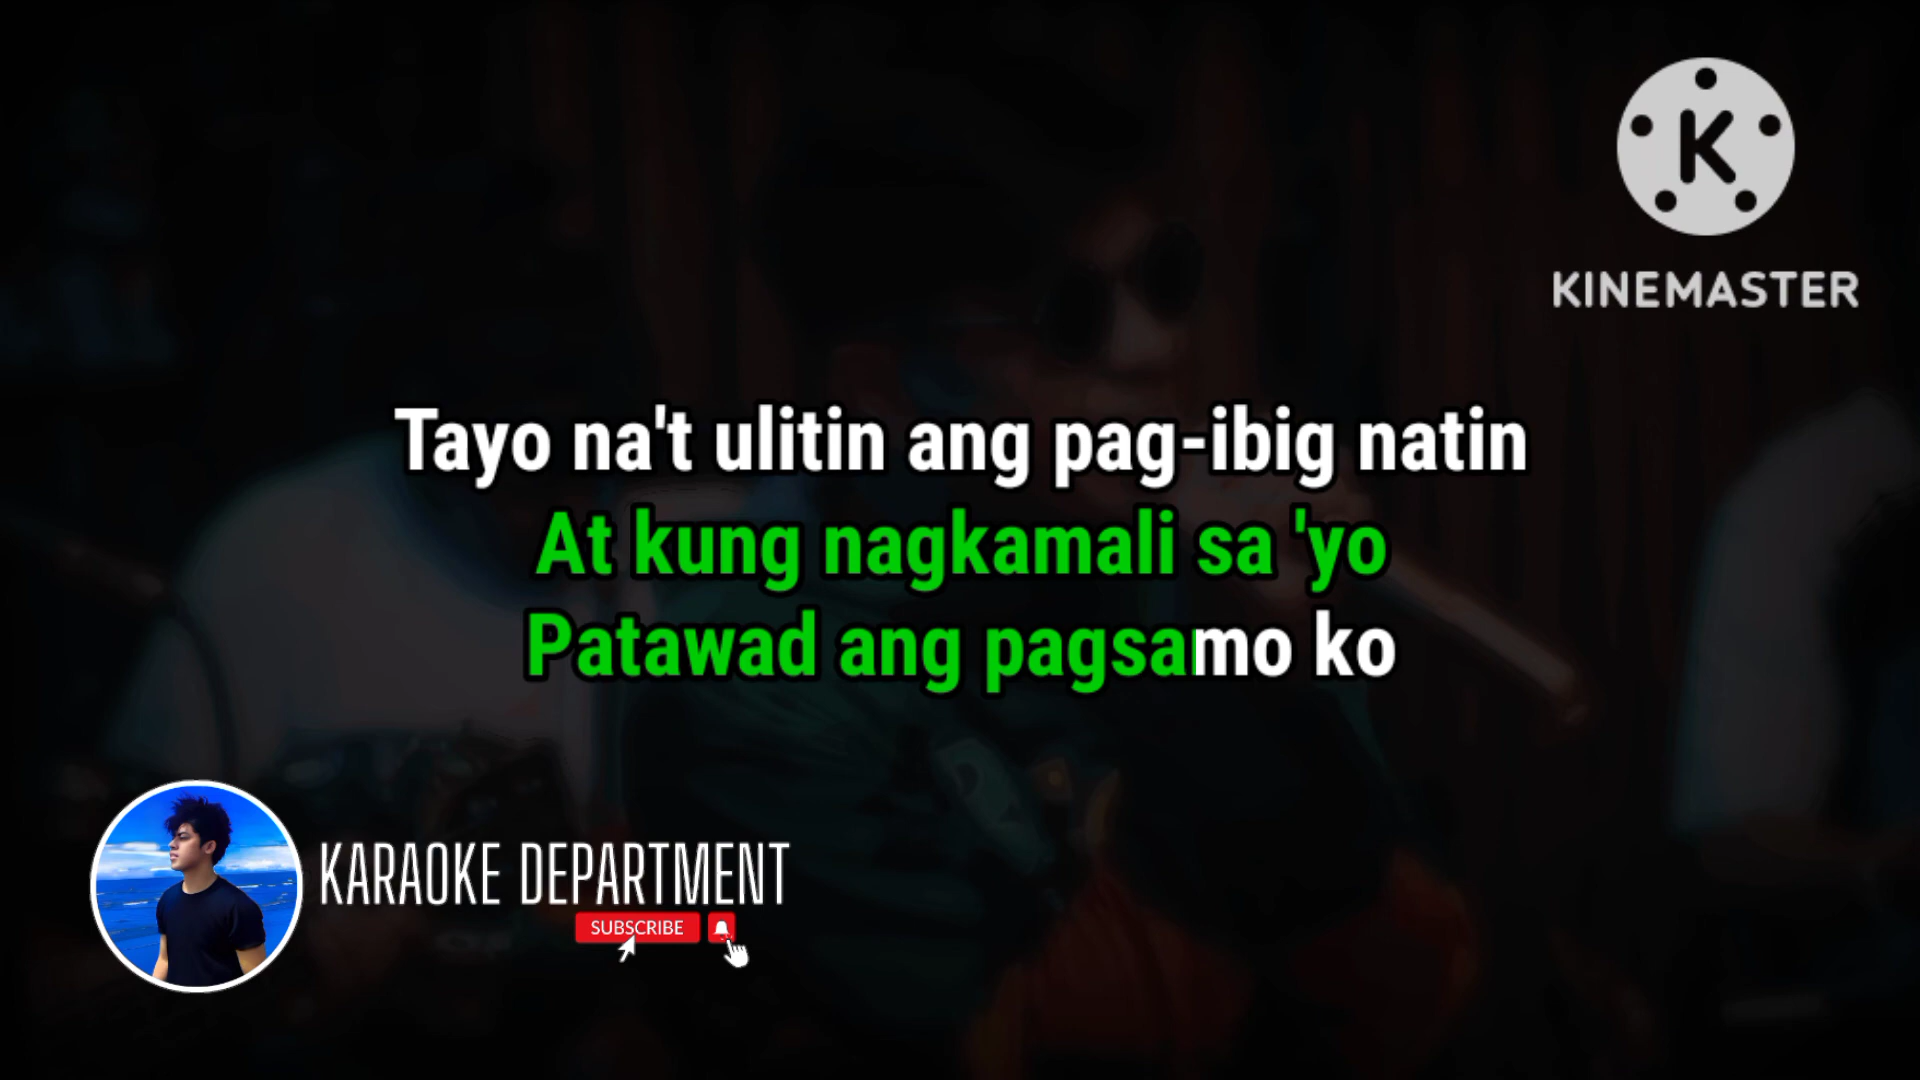 K
KINEMASTER
Tayo na't ulitin ang pag-ibig natin
At kung nagkamali sa 'yo
Patawad ang pagsamo ko
KARAOKE DEPARTMENT
SUBSCRIBE